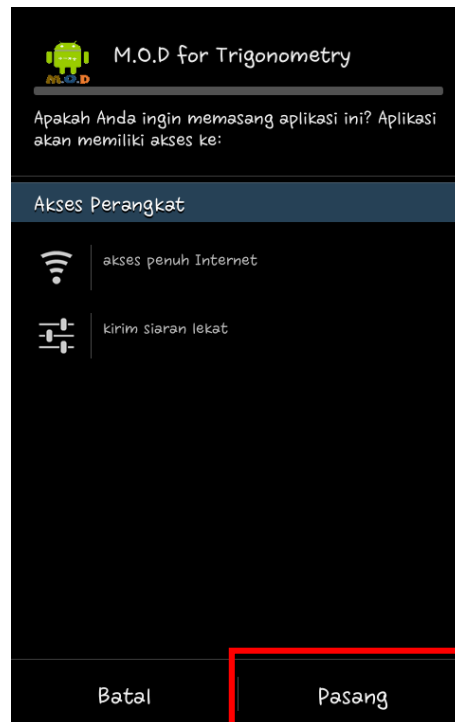 M.O.D for Trigonometry
M.O.D
Apakah Anda ingin memasang aplikasi ini? Aplikasi
akan memiliki akses ke:
Akses Perangkat
akses penuh Internet
kirim siaran lekat
Batal
Pasang